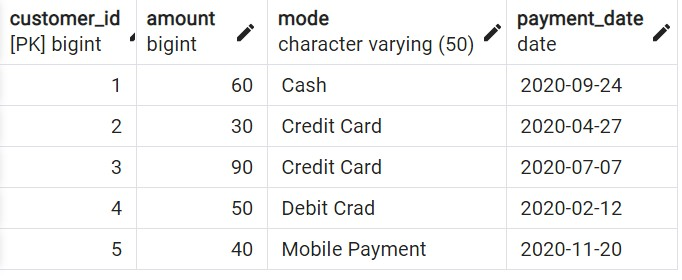 customer_id amount mode payment_date
[PK] bigint bigint character varying (50) date
1 60 Cash 2020-09-24
2 30 Credit Card 2020-04-27
3 90 Credit Card 2020-07-07
4 50 Debit Crad 2020-02-12
5 40 Mobile Payment 2020-11-20